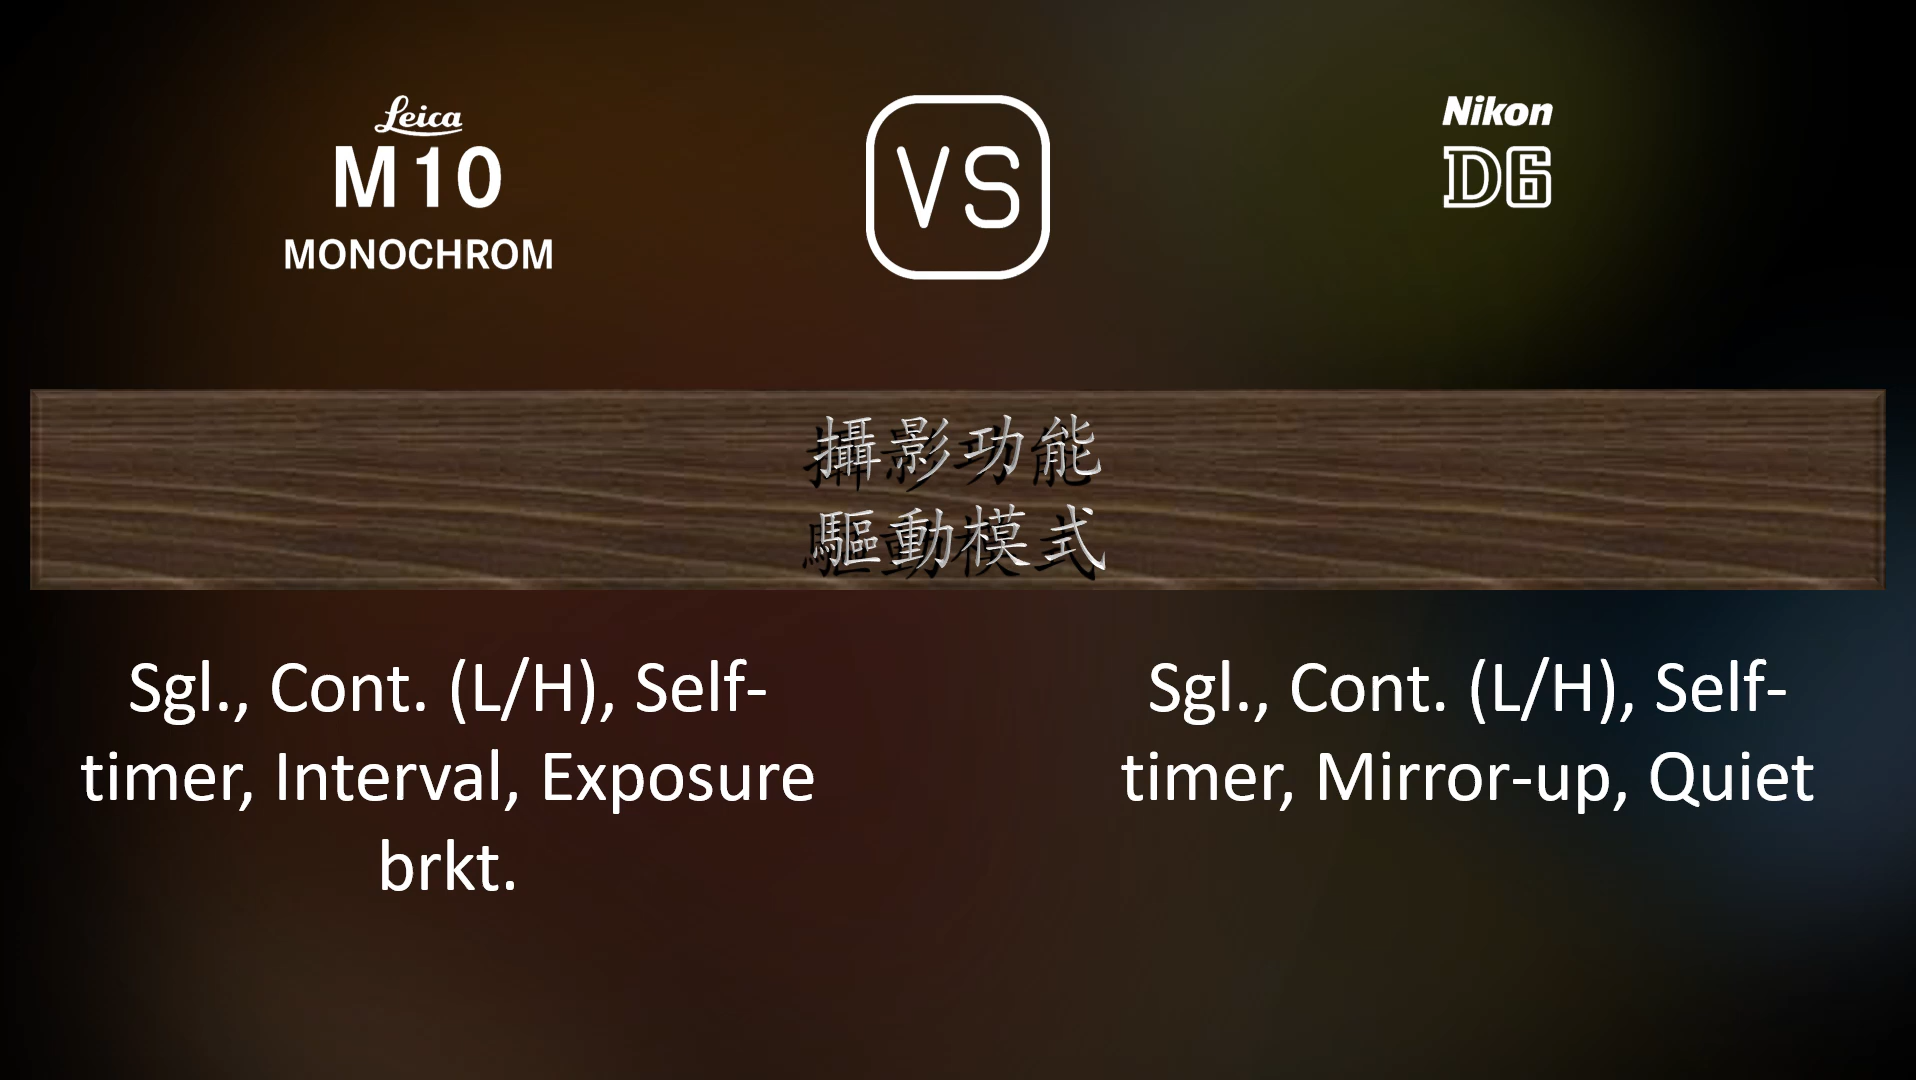 Leica
M10
MONOCHROM
VS
Nikon
D6
攝影功能
驅動模式
Sgl., Cont. (L/H), Self-
timer, Interval, Exposure
brkt.
Sgl., Cont. (L/H), Self-
timer, Mirror-up, Quiet